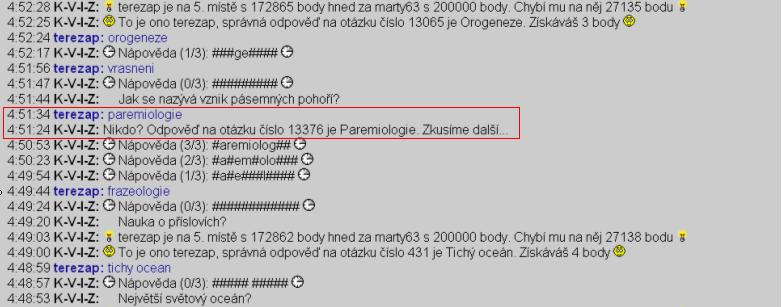 4:52:28 K-V-I-Z: terezap je na 5. místě s 172865 body hned za marty63 s 200000 body. Chybí mu na něj 27135 bodu
4:52:25 K-V-I-Z: To je ono terezap, správná odpověď na otázku číslo 13065 je Orogeneze. Získáváš 3 body
4:52:24 terezap: orogeneze
4:52:17 K-V-I-Z: Nápověda (1/3): ###ge####
4:51:56 terezap: vrasneni
4:51:47 K-V-I-Z: Nápověda (0/3): #########
4:51:44 K-V-I-Z: Jak se nazývá vznik pásemných pohoří?
4:51:34 terezap: paremiologie
4:51:24 K-V-I-Z: Nikdo? Odpověď na otázku číslo 13376 je Paremiologie. Zkusíme další...
4:50:53 K-V-I-Z: Nápověda (3/3): #aremiolog##
4:50:23 K-V-I-Z: Nápověda (2/3): #a#em#olo###
4:49:54 K-V-I-Z: Nápověda (1/3): #a#e###l####
4:49:44 terezap: frazeologie
4:49:24 K-V-I-Z: Nápověda (0/3): ############
4:49:20 K-V-I-Z: Nauka o příslovích?
4:49:03 K-V-I-Z: terezap je na 5. místě s 172862 body hned za marty63 s 200000 body. Chybí mu na něj 27138 bodu
4:49:00 K-V-I-Z: To je ono terezap, správná odpověď na otázku číslo 431 je Tichý oceán. Získáváš 4 body
4:48:59 terezap: tichy ocean
4:48:57 K-V-I-Z: Nápověda (0/3): ##### #####
4:48:53 K-V-I-Z: Největší světový oceán?